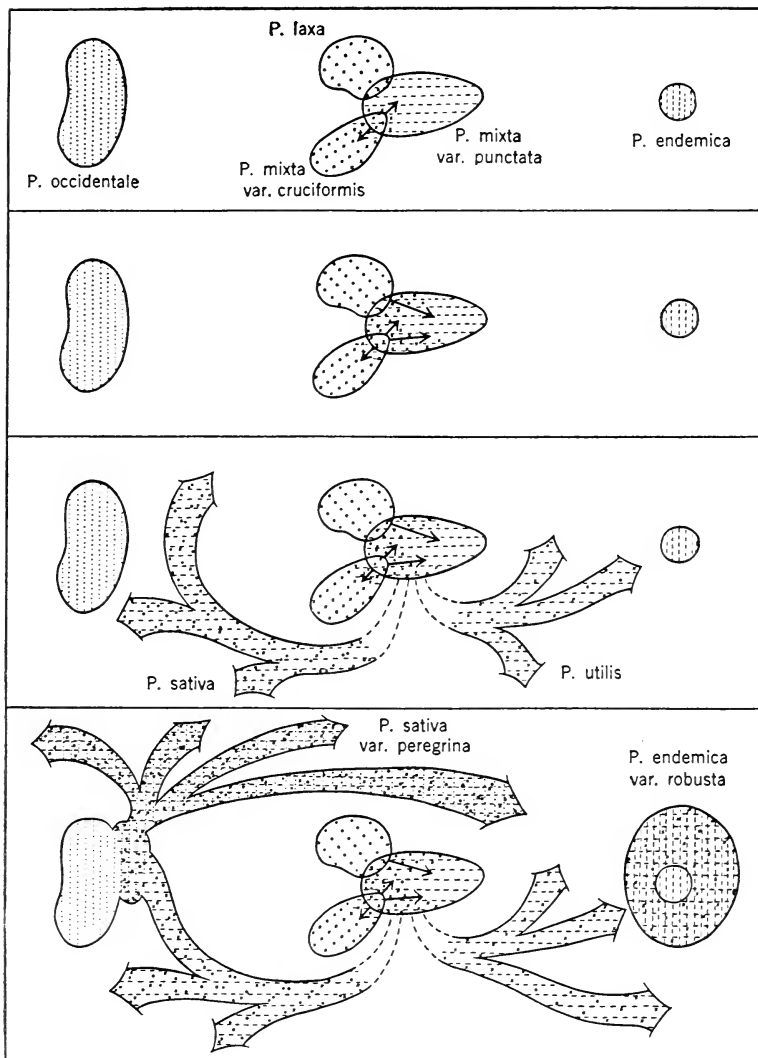 P. laxa
P. occidentale
P. mixta
var. cruciformis
P. mixta
var. punctata
P. endemica
P. sativa
P. utilis
P. sativa
var. peregrina
P. endemica
var. robusta